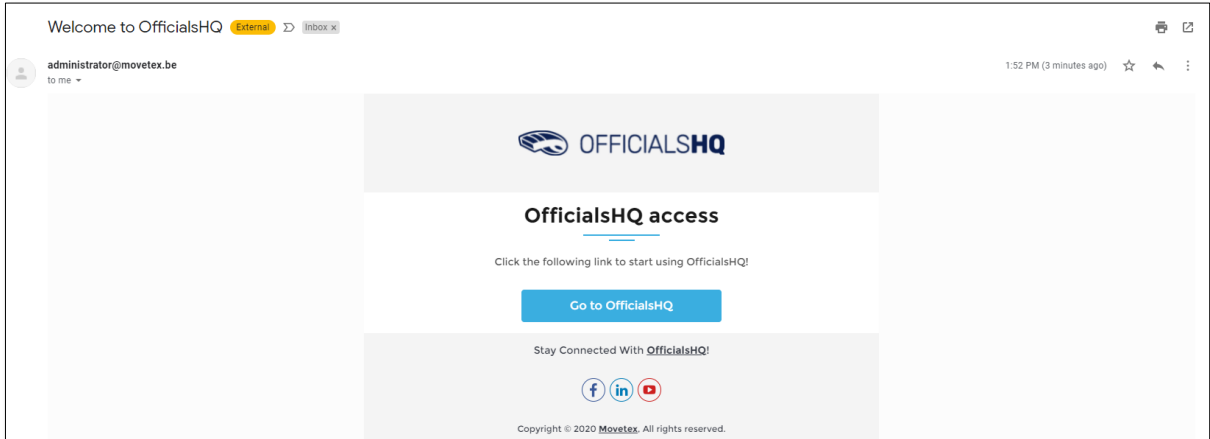 Welcome to OfficialsHQ External Inbox x
administrator@movetex.be 1:52 PM (3 minutes ago)
to me
OFFICIALSHQ
OfficialsHQ access
Click the following link to start using OfficialsHQ!
Go to OfficialsHQ
Stay Connected With OfficialsHQ!
f in
Copyright © 2020 Movetex, All rights reserved.